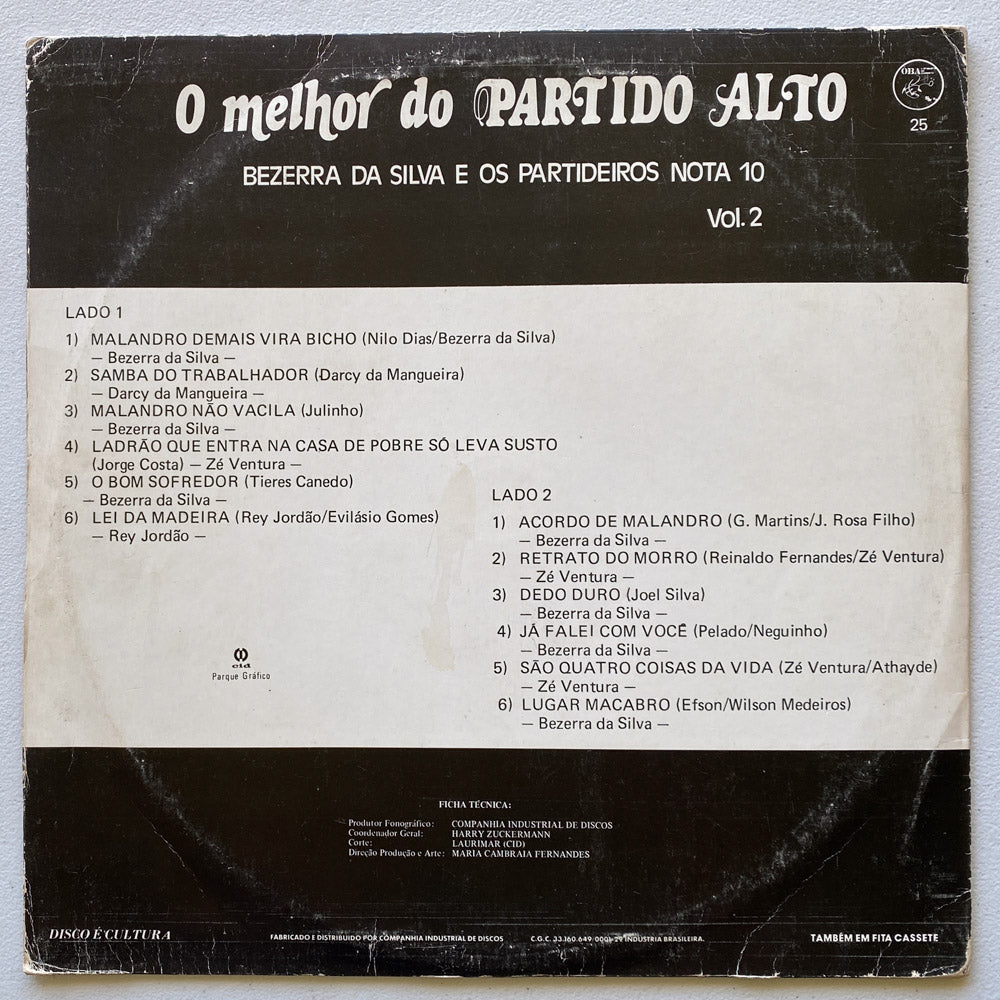 O melhor do PARTIDO ALTO
OBA
25
BEZERRA DA SILVA E OS PARTIDEIROS NOTA 10
Vol. 2
LADO 1
1) MALANDRO DEMAIS VIRA BICHO (Nilo Dias/Bezerra da Silva)
— Bezerra da Silva —
2) SAMBA DO TRABALHADOR (Darcy da Mangueira)
— Darcy da Mangueira —
3) MALANDRO NÃO VACILA (Julinho)
— Bezerra da Silva —
4) LADRÃO QUE ENTRA NA CASA DE POBRE SÓ LEVA SUSTO
(Jorge Costa) — Zé Ventura —
5) O BOM SOFREDOR (Tieres Canedo)
— Bezerra da Silva —
6) LEI DA MADEIRA (Rey Jordão/Evilásio Gomes)
— Rey Jordão —
LADO 2
1) ACORDO DE MALANDRO (G. Martins/J. Rosa Filho)
— Bezerra da Silva —
2) RETRATO DO MORRO (Reinaldo Fernandes/Zé Ventura)
— Zé Ventura —
3) DEDO DURO (Joel Silva)
— Bezerra da Silva —
4) JÁ FALEI COM VOCÊ (Pelado/Neguinho)
— Bezerra da Silva —
5) SÃO QUATRO COISAS DA VIDA (Zé Ventura/Athayde)
— Zé Ventura —
6) LUGAR MACABRO (Efson/Wilson Medeiros)
— Bezerra da Silva —
cid
Parque Gráfico
FICHA TÉCNICA:
Produtor Fonográfico: COMPANHIA INDUSTRIAL DE DISCOS
Coordenador Geral: HARRY ZUCKERMANN
Corte: LAURIMAR (CID)
Direção Produção e Arte: MARIA CAMBRAIA FERNANDES
DISCO É CULTURA
FABRICADO E DISTRIBUIDO POR COMPANHIA INDUSTRIAL DE DISCOS C.G.C. 33.160.649/0001-29 INDUSTRIA BRASILEIRA.
TAMBÉM EM FITA CASSETE